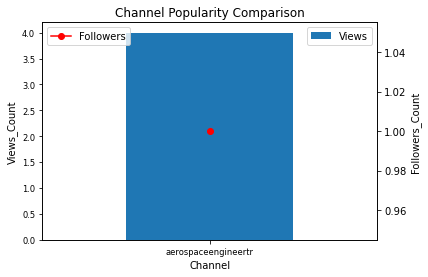 Channel Popularity Comparison
Followers
Views
4.0
3.5
3.0
2.5
2.0
1.5
1.0
0.5
0.0
Views_Count
1.04
1.02
1.00
0.98
0.96
Followers_Count
aerospaceengineertr
Channel